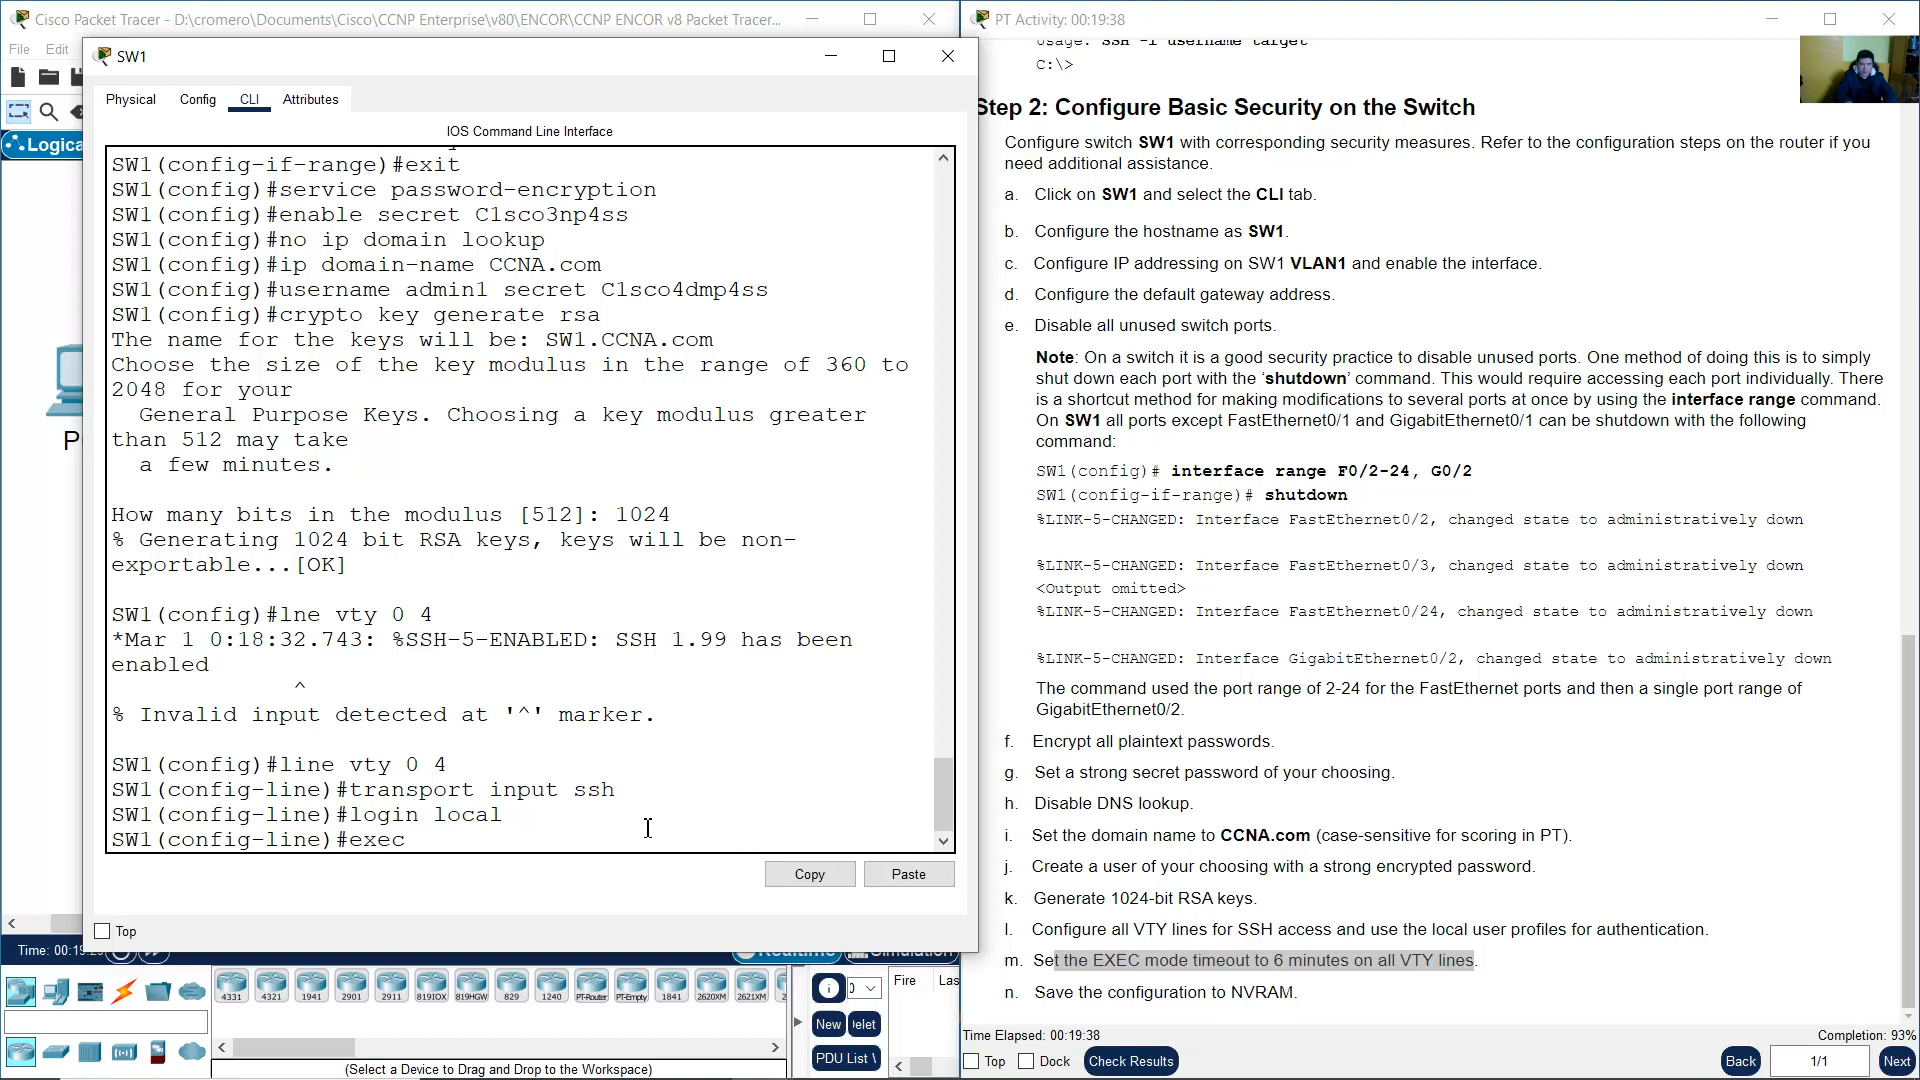 Cisco Packet Tracer - D:\cromero\Documents\Cisco\CCNP Enterprise\v80\ENCOR\CCNP ENCOR v8 Packet Tracer...
File Edit
Logica
SW1
Physical Config CLI Attributes
IOS Command Line Interface
SW1(config-if-range)#exit
SW1(config)#service password-encryption
SW1(config)#enable secret C1sco3np4ss
SW1(config)#no ip domain lookup
SW1(config)#ip domain-name CCNA.com
SW1(config)#username admin1 secret C1sco4dmp4ss
SW1(config)#crypto key generate rsa
The name for the keys will be: SW1.CCNA.com
Choose the size of the key modulus in the range of 360 to
2048 for your
General Purpose Keys. Choosing a key modulus greater
than 512 may take
a few minutes.
How many bits in the modulus [512]: 1024
% Generating 1024 bit RSA keys, keys will be non-
exportable...[OK]
SW1(config)#lne vty 0 4
*Mar 1 0:18:32.743: %SSH-5-ENABLED: SSH 1.99 has been
enabled
^
% Invalid input detected at '^' marker.
SW1(config)#line vty 0 4
SW1(config-line)#transport input ssh
SW1(config-line)#login local
SW1(config-line)#exec
Copy Paste
Top
P
Time: 00:19:2
4331 4321 1941 2901 2911 819IOX 819HGW 829 1240 PT-Router PT-Empty 1841 2620XM 2621XM
(Select a Device to Drag and Drop to the Workspace)
Simulation
0
Fire Las
New elet
PDU List \
PT Activity: 00:19:38
Usage: SSH -l username target
C:\>
Step 2: Configure Basic Security on the Switch
Configure switch SW1 with corresponding security measures. Refer to the configuration steps on the router if you
need additional assistance.
a. Click on SW1 and select the CLI tab.
b. Configure the hostname as SW1.
c. Configure IP addressing on SW1 VLAN1 and enable the interface.
d. Configure the default gateway address.
e. Disable all unused switch ports.
Note: On a switch it is a good security practice to disable unused ports. One method of doing this is to simply
shut down each port with the ‘shutdown’ command. This would require accessing each port individually. There
is a shortcut method for making modifications to several ports at once by using the interface range command.
On SW1 all ports except FastEthernet0/1 and GigabitEthernet0/1 can be shutdown with the following
command:
SW1(config)# interface range F0/2-24, G0/2
SW1(config-if-range)# shutdown
%LINK-5-CHANGED: Interface FastEthernet0/2, changed state to administratively down
%LINK-5-CHANGED: Interface FastEthernet0/3, changed state to administratively down
<Output omitted>
%LINK-5-CHANGED: Interface FastEthernet0/24, changed state to administratively down
%LINK-5-CHANGED: Interface GigabitEthernet0/2, changed state to administratively down
The command used the port range of 2-24 for the FastEthernet ports and then a single port range of
GigabitEthernet0/2.
f. Encrypt all plaintext passwords.
g. Set a strong secret password of your choosing.
h. Disable DNS lookup.
i. Set the domain name to CCNA.com (case-sensitive for scoring in PT).
j. Create a user of your choosing with a strong encrypted password.
k. Generate 1024-bit RSA keys.
l. Configure all VTY lines for SSH access and use the local user profiles for authentication.
m. Set the EXEC mode timeout to 6 minutes on all VTY lines.
n. Save the configuration to NVRAM.
Time Elapsed: 00:19:38 Completion: 93%
Top Dock Check Results Back 1/1 Next